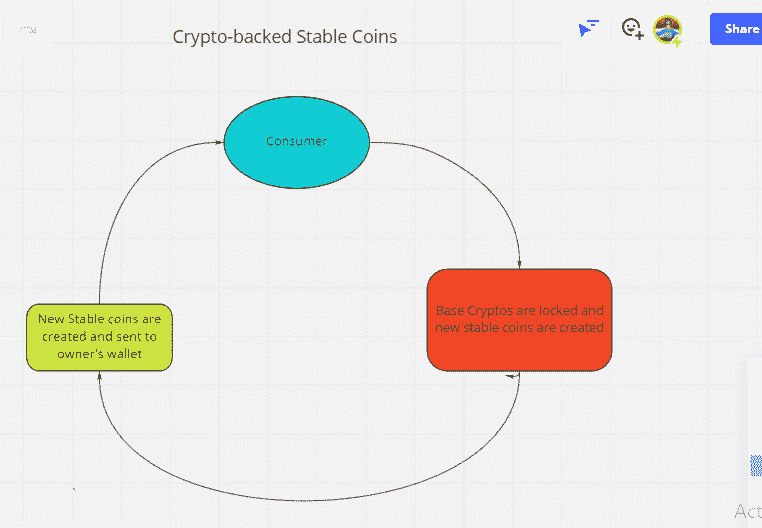 Crypto-backed Stable Coins
Share
Consumer
Base Cryptos are locked and
new stable coins are created
New Stable coins are
created and sent to
owner's wallet
Act